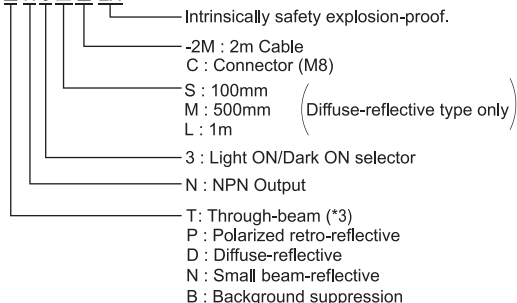 Intrinsically safety explosion-proof.
-2M : 2m Cable
C : Connector (M8)
S : 100mm
M : 500mm (Diffuse-reflective type only)
L : 1m
3 : Light ON/Dark ON selector
N : NPN Output
T: Through-beam (*3)
P : Polarized retro-reflective
D : Diffuse-reflective
N : Small beam-reflective
B : Background suppression